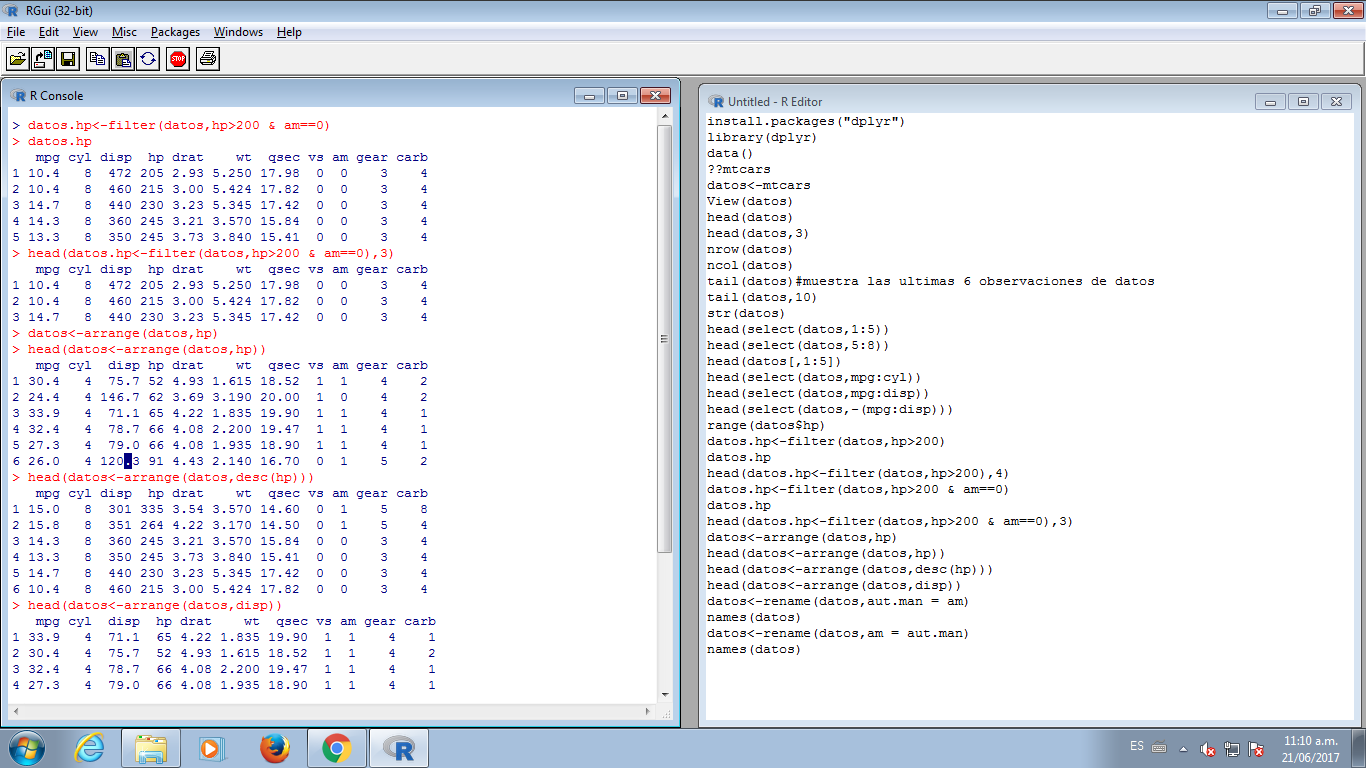 RGui (32-bit)
File Edit View Misc Packages Windows Help
STOP
R Console
> datos.hp<-filter(datos,hp>200 & am==0)
> datos.hp
   mpg cyl disp  hp drat    wt  qsec vs am gear carb
1 10.4   8  472 205 2.93 5.250 17.98  0  0    3    4
2 10.4   8  460 215 3.00 5.424 17.82  0  0    3    4
3 14.7   8  440 230 3.23 5.345 17.42  0  0    3    4
4 14.3   8  360 245 3.21 3.570 15.84  0  0    3    4
5 13.3   8  350 245 3.73 3.840 15.41  0  0    3    4
> head(datos.hp<-filter(datos,hp>200 & am==0),3)
   mpg cyl disp  hp drat    wt  qsec vs am gear carb
1 10.4   8  472 205 2.93 5.250 17.98  0  0    3    4
2 10.4   8  460 215 3.00 5.424 17.82  0  0    3    4
3 14.7   8  440 230 3.23 5.345 17.42  0  0    3    4
> datos<-arrange(datos,hp)
> head(datos<-arrange(datos,hp))
   mpg cyl  disp hp drat    wt  qsec vs am gear carb
1 30.4   4  75.7 52 4.93 1.615 18.52  1  1    4    2
2 24.4   4 146.7 62 3.69 3.190 20.00  1  0    4    2
3 33.9   4  71.1 65 4.22 1.835 19.90  1  1    4    1
4 32.4   4  78.7 66 4.08 2.200 19.47  1  1    4    1
5 27.3   4  79.0 66 4.08 1.935 18.90  1  1    4    1
6 26.0   4 120.3 91 4.43 2.140 16.70  0  1    5    2
> head(datos<-arrange(datos,desc(hp)))
   mpg cyl disp  hp drat    wt  qsec vs am gear carb
1 15.0   8  301 335 3.54 3.570 14.60  0  1    5    8
2 15.8   8  351 264 4.22 3.170 14.50  0  1    5    4
3 14.3   8  360 245 3.21 3.570 15.84  0  0    3    4
4 13.3   8  350 245 3.73 3.840 15.41  0  0    3    4
5 14.7   8  440 230 3.23 5.345 17.42  0  0    3    4
6 10.4   8  460 215 3.00 5.424 17.82  0  0    3    4
> head(datos<-arrange(datos,disp))
   mpg cyl  disp  hp drat    wt  qsec vs am gear carb
1 33.9   4  71.1  65 4.22 1.835 19.90  1  1    4    1
2 30.4   4  75.7  52 4.93 1.615 18.52  1  1    4    2
3 32.4   4  78.7  66 4.08 2.200 19.47  1  1    4    1
4 27.3   4  79.0  66 4.08 1.935 18.90  1  1    4    1
Untitled - R Editor
install.packages("dplyr")
library(dplyr)
data()
??mtcars
datos<-mtcars
View(datos)
head(datos)
head(datos,3)
nrow(datos)
ncol(datos)
tail(datos)#muestra las ultimas 6 observaciones de datos
tail(datos,10)
str(datos)
head(select(datos,1:5))
head(select(datos,5:8))
head(datos[,1:5])
head(select(datos,mpg:cyl))
head(select(datos,mpg:disp))
head(select(datos,-(mpg:disp)))
range(datos$hp)
datos.hp<-filter(datos,hp>200)
datos.hp
head(datos.hp<-filter(datos,hp>200),4)
datos.hp<-filter(datos,hp>200 & am==0)
datos.hp
head(datos.hp<-filter(datos,hp>200 & am==0),3)
datos<-arrange(datos,hp)
head(datos<-arrange(datos,hp))
head(datos<-arrange(datos,desc(hp)))
head(datos<-arrange(datos,disp))
datos<-rename(datos,aut.man = am)
names(datos)
datos<-rename(datos,am = aut.man)
names(datos)
ES
11:10 a.m.
21/06/2017